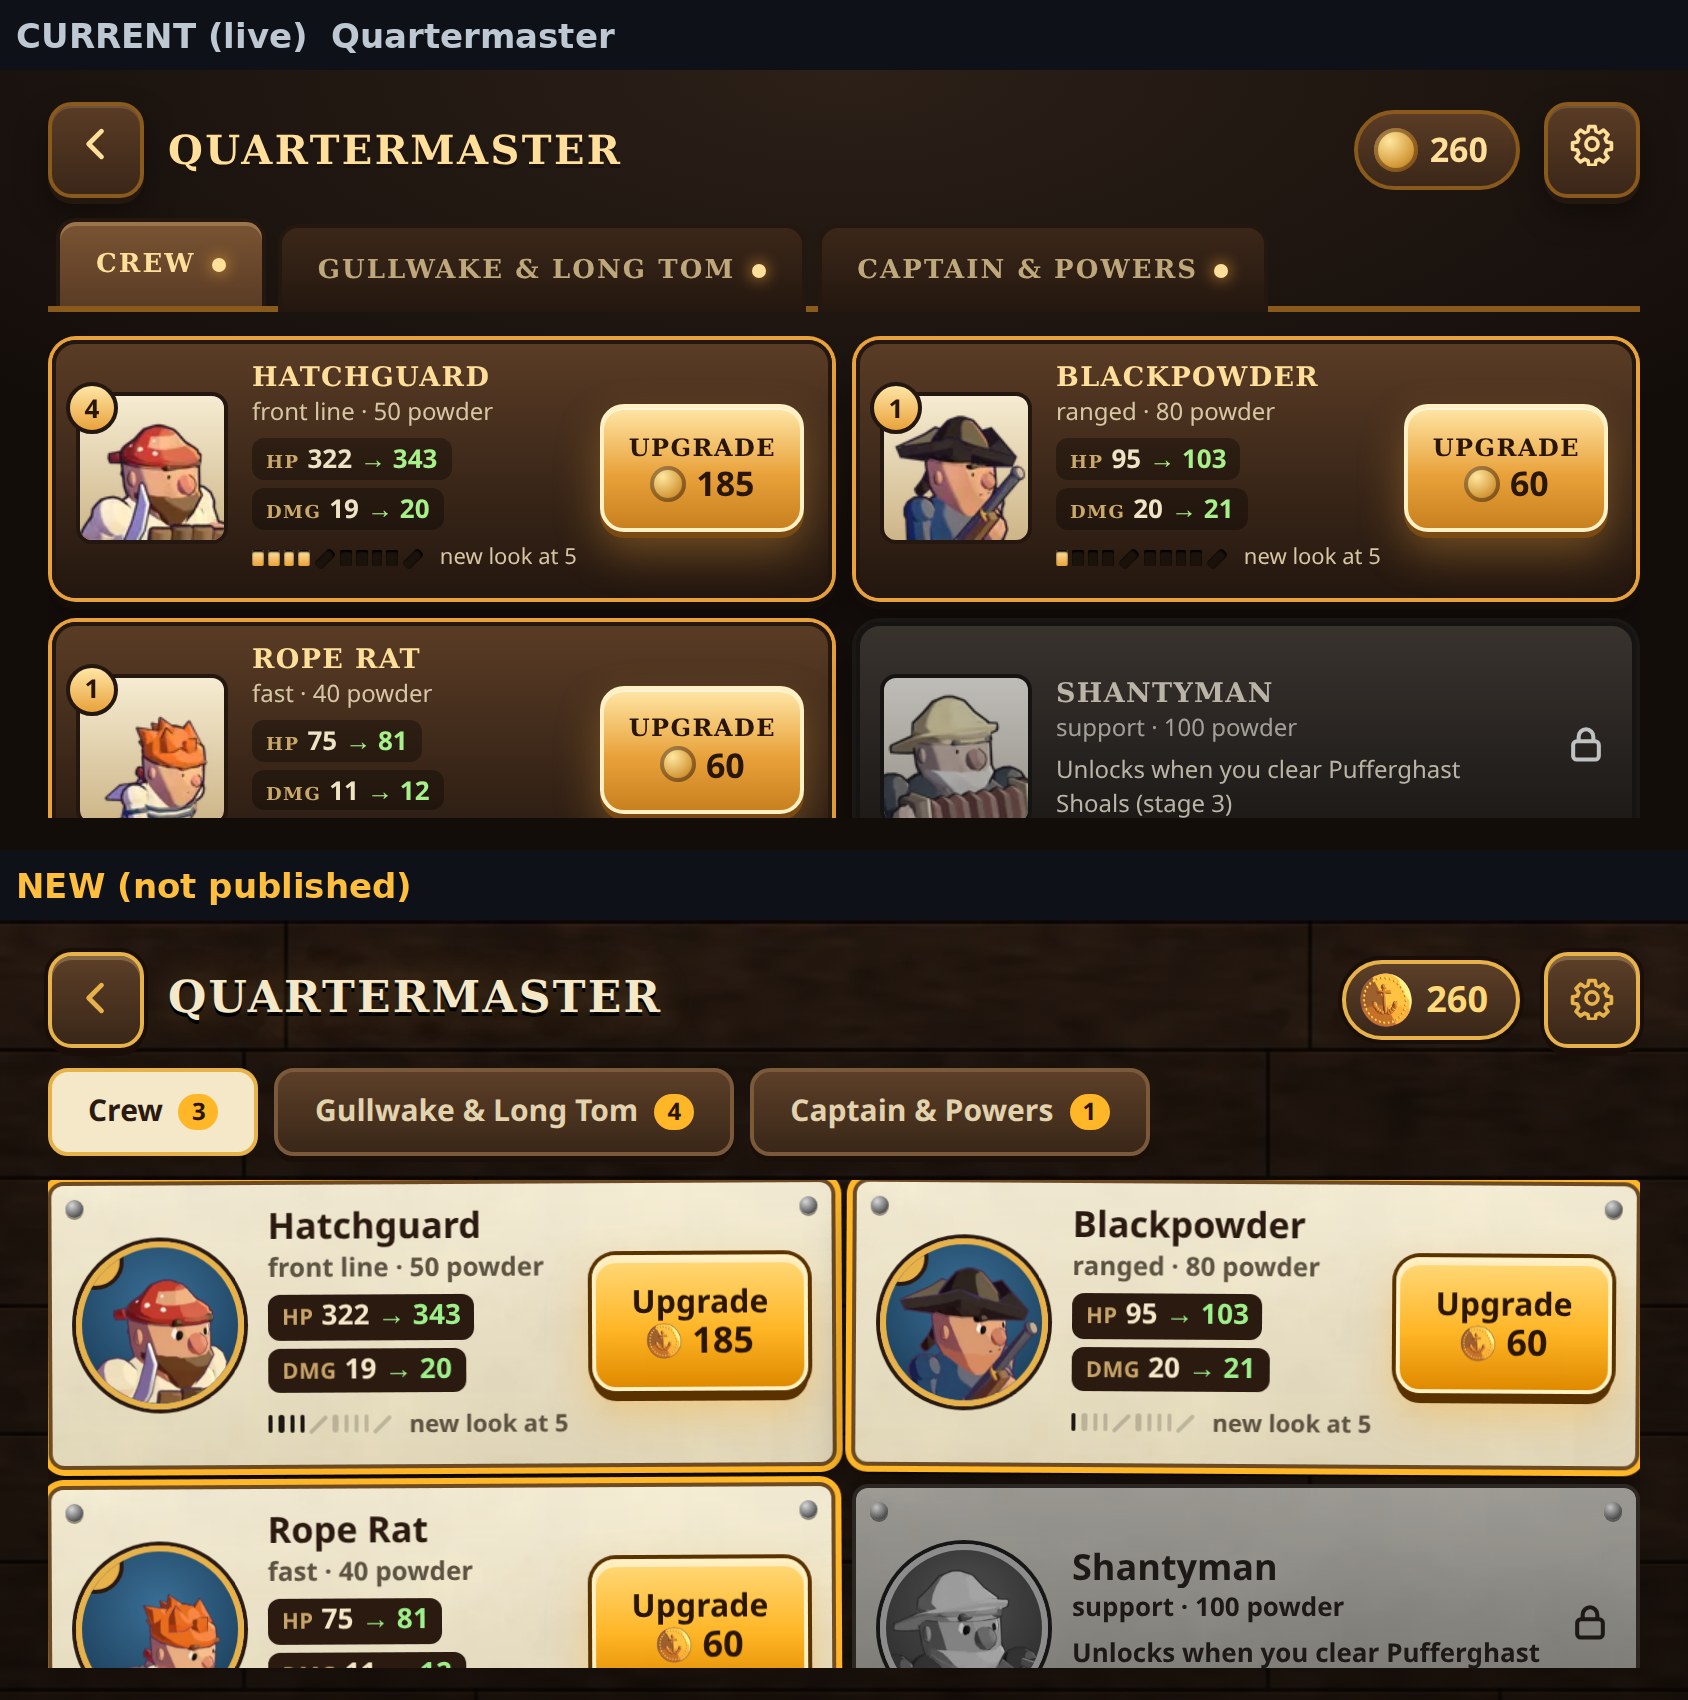 CURRENT (live) Quartermaster
QUARTERMASTER
260
CREW
GULLWAKE & LONG TOM
CAPTAIN & POWERS
4
HATCHGUARD
front line · 50 powder
HP 322 → 343
DMG 19 → 20
new look at 5
UPGRADE
185
1
BLACKPOWDER
ranged · 80 powder
HP 95 → 103
DMG 20 → 21
new look at 5
UPGRADE
60
1
ROPE RAT
fast · 40 powder
HP 75 → 81
DMG 11 → 12
UPGRADE
60
SHANTYMAN
support · 100 powder
Unlocks when you clear Pufferghast
Shoals (stage 3)
NEW (not published)
QUARTERMASTER
260
Crew 3
Gullwake & Long Tom 4
Captain & Powers 1
Hatchguard
front line · 50 powder
HP 322 → 343
DMG 19 → 20
new look at 5
Upgrade
185
Blackpowder
ranged · 80 powder
HP 95 → 103
DMG 20 → 21
new look at 5
Upgrade
60
Rope Rat
fast · 40 powder
HP 75 → 81
Upgrade
60
Shantyman
support · 100 powder
Unlocks when you clear Pufferghast